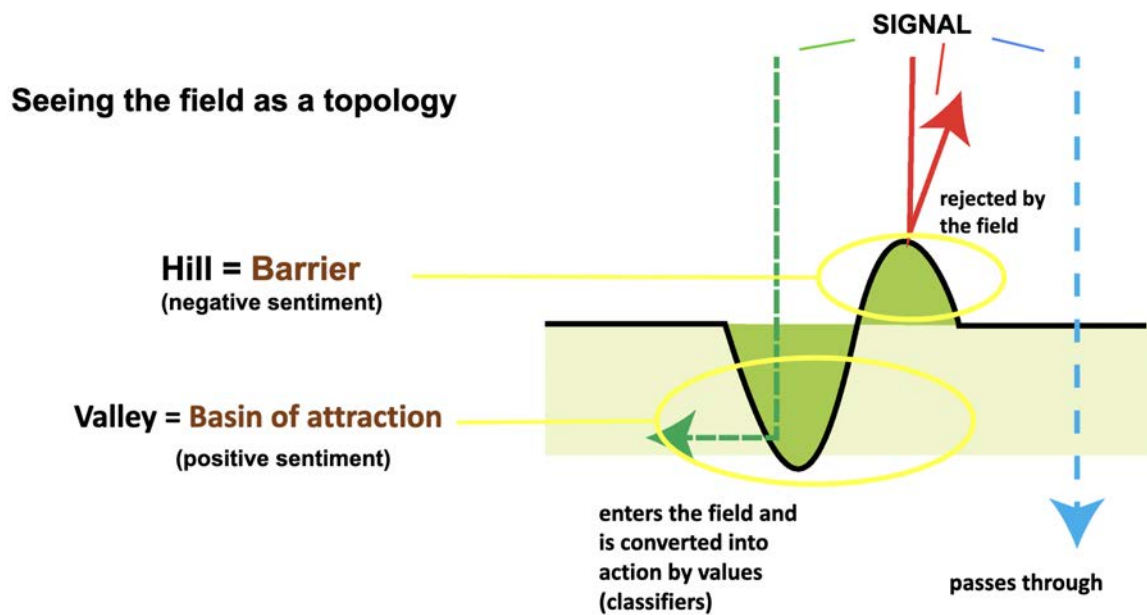 SIGNAL
Seeing the field as a topology
rejected by
the field
Hill = Barrier
(negative sentiment)
Valley = Basin of attraction
(positive sentiment)
enters the field and
is converted into
action by values
(classifiers)
passes through